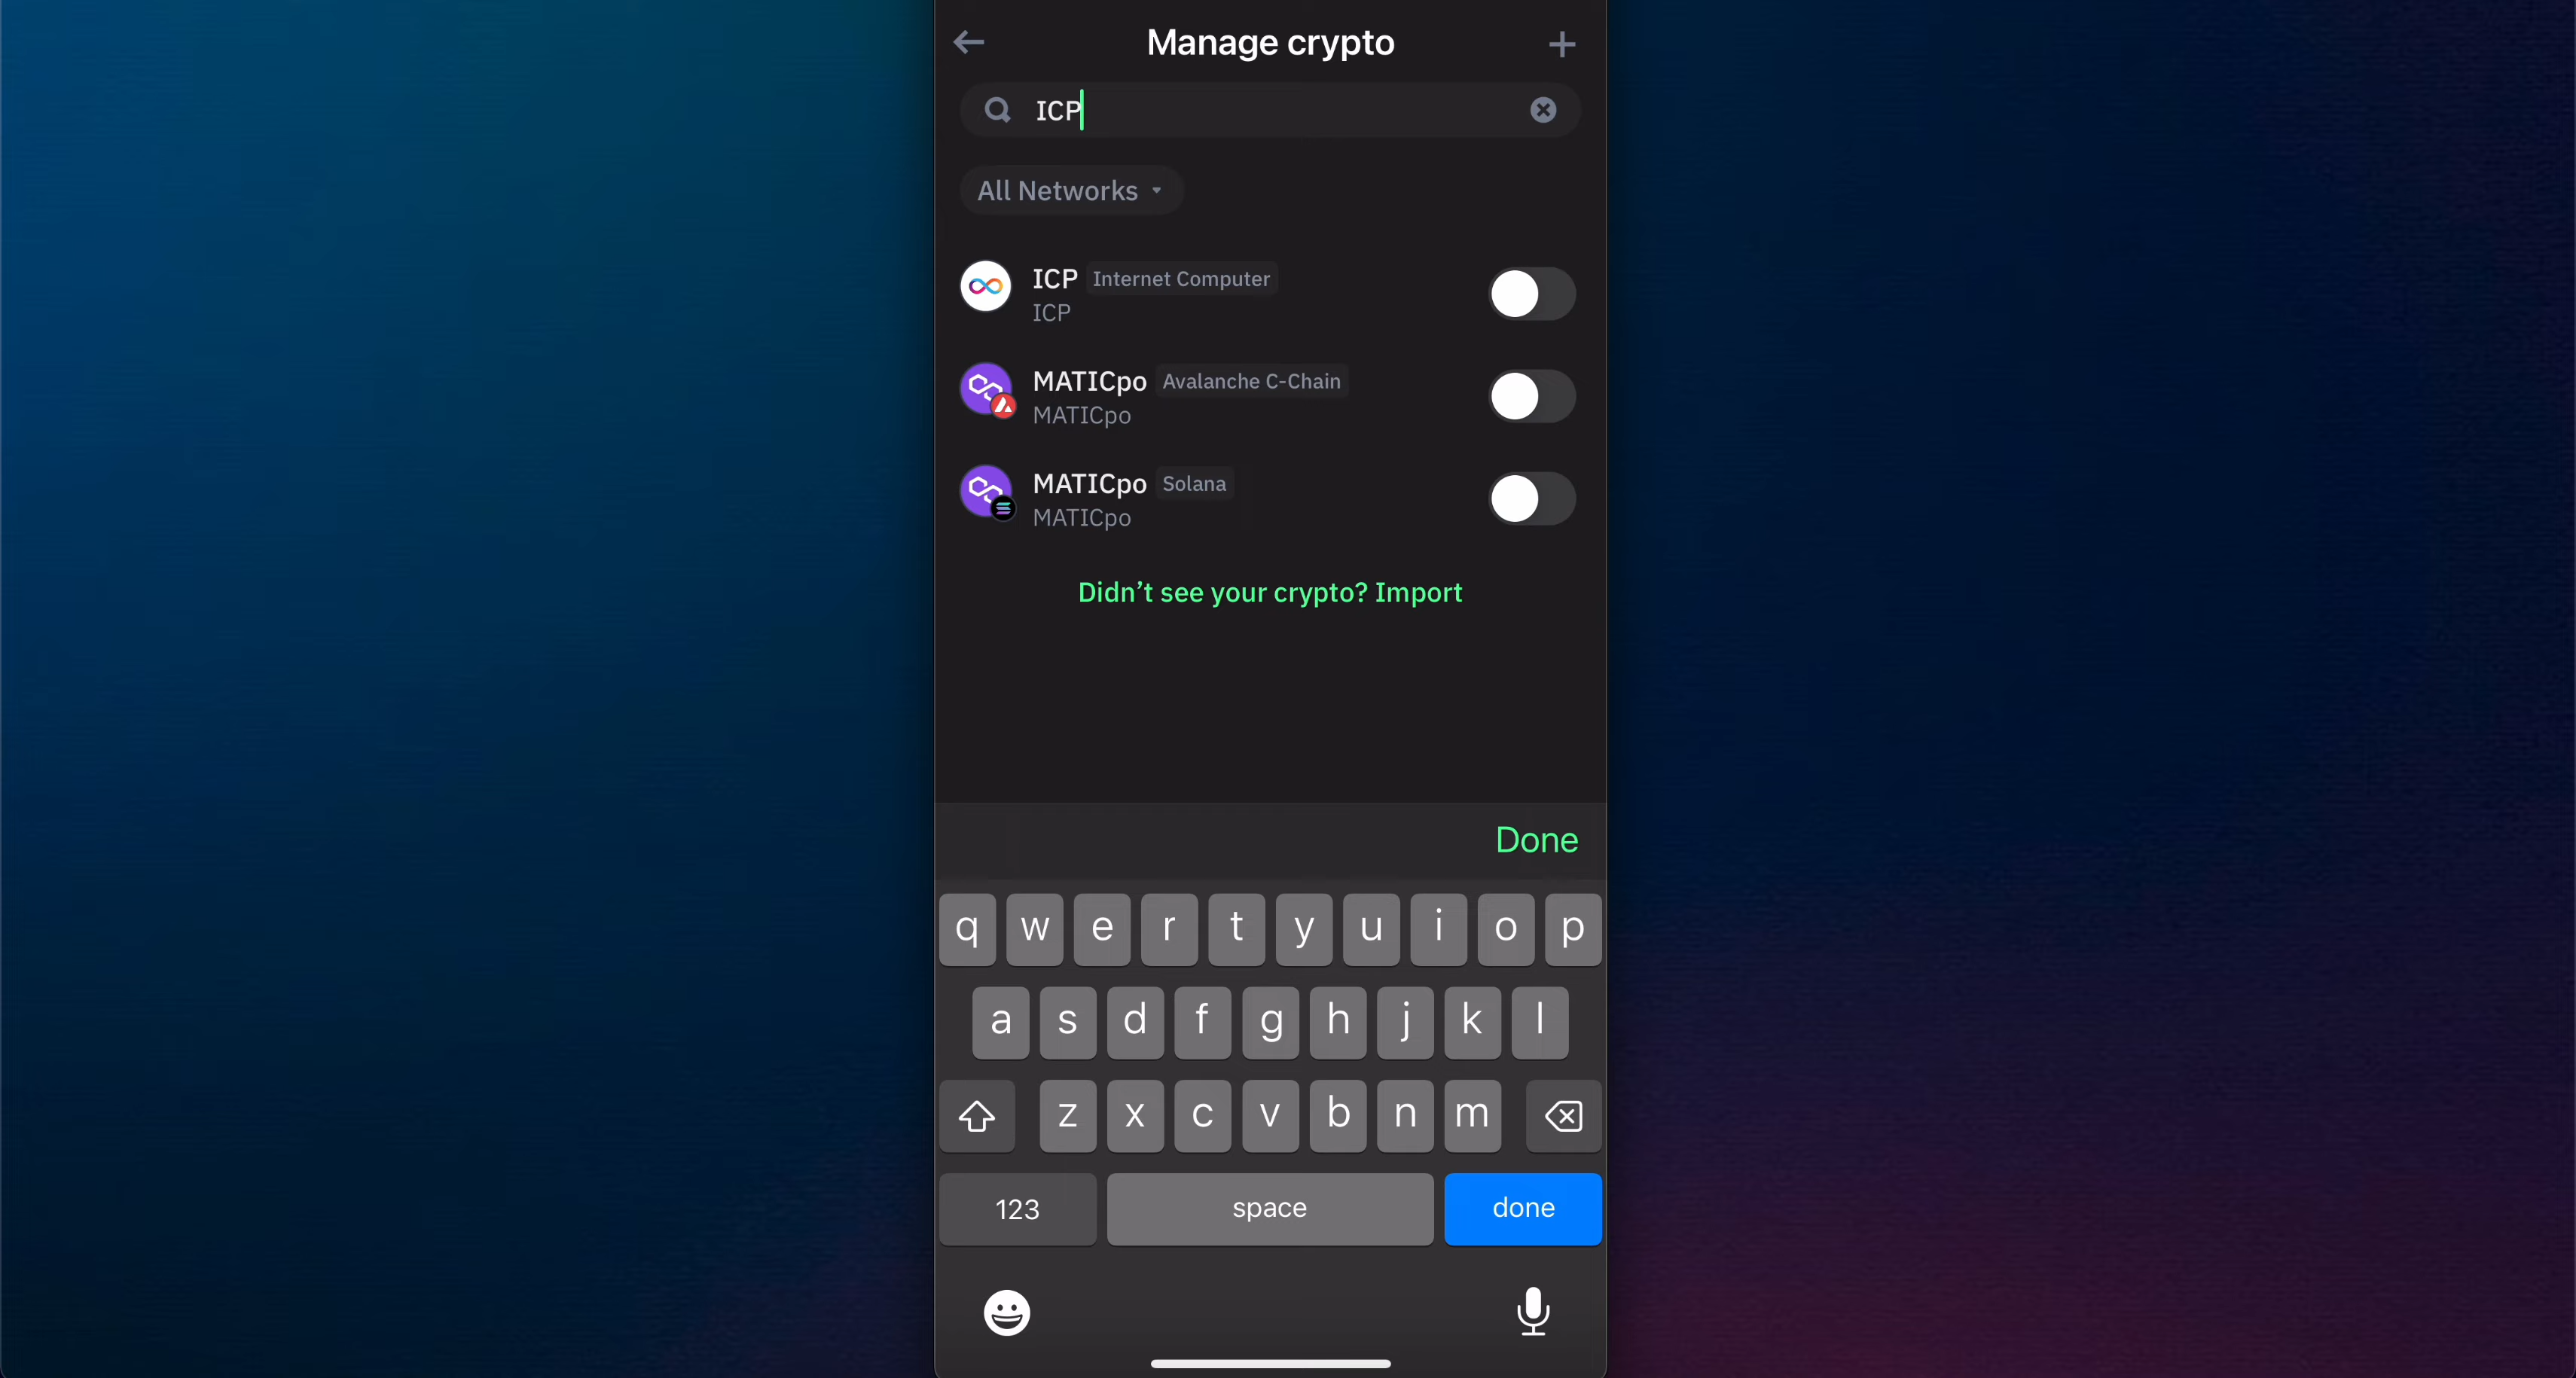 Manage crypto
ICP
All Networks
ICP Internet Computer
ICP
MATICpo Avalanche C-Chain
MATICpo
MATICpo Solana
MATICpo
Didn’t see your crypto? Import
Done
q w e r t y u i o p
a s d f g h j k l
z x c v b n m
123 space done